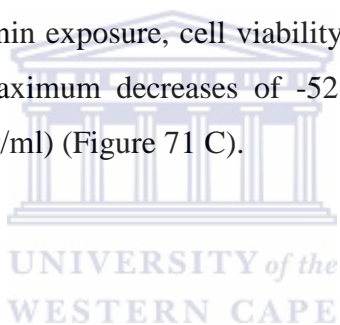 min exposure, cell viability
aximum decreases of -52
/ml) (Figure 71 C).
UNIVERSITY of the
WESTERN CAPE